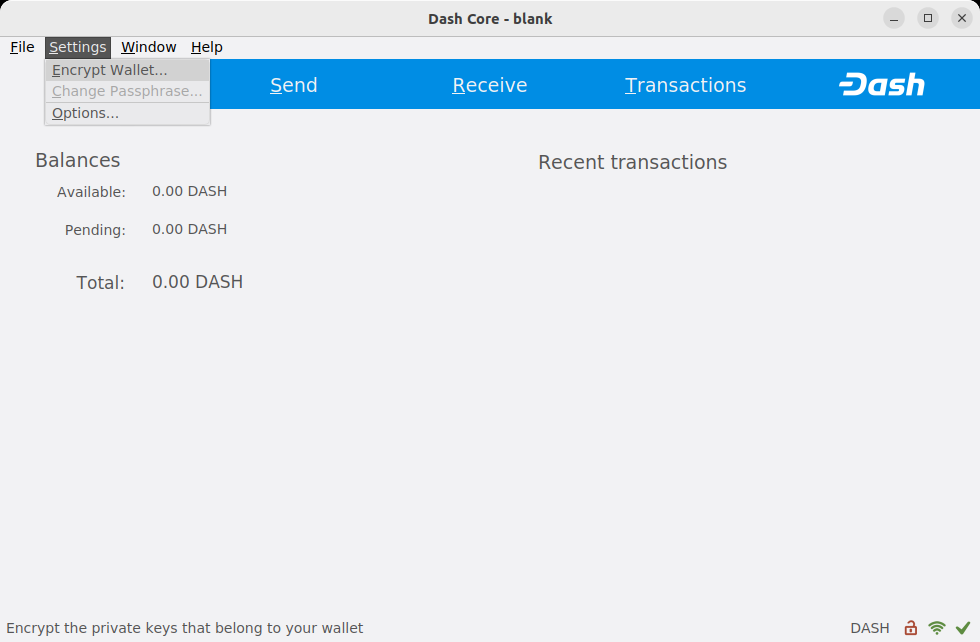 Dash Core - blank
File Settings Window Help
Encrypt Wallet...
Change Passphrase...
Options...
Send Receive Transactions Dash
Balances
Available: 0.00 DASH
Pending: 0.00 DASH
Total: 0.00 DASH
Recent transactions
Encrypt the private keys that belong to your wallet
DASH